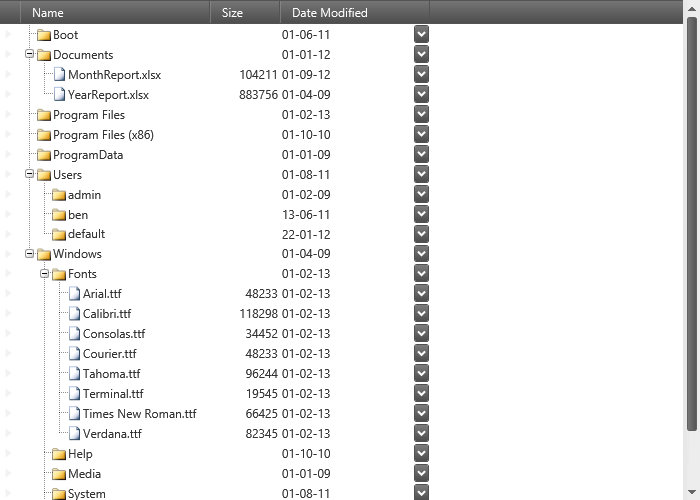 Name Size Date Modified
Boot 01-06-11
Documents 01-01-12
MonthReport.xlsx 104211 01-09-12
YearReport.xlsx 883756 01-04-09
Program Files 01-02-13
Program Files (x86) 01-10-10
ProgramData 01-01-09
Users 01-08-11
admin 01-02-09
ben 13-06-11
default 22-01-12
Windows 01-04-09
Fonts 01-02-13
Arial.ttf 48233 01-02-13
Calibri.ttf 118298 01-02-13
Consolas.ttf 34452 01-02-13
Courier.ttf 48233 01-02-13
Tahoma.ttf 96244 01-02-13
Terminal.ttf 19545 01-02-13
Times New Roman.ttf 66425 01-02-13
Verdana.ttf 82345 01-02-13
Help 01-10-10
Media 01-01-09
System 01-08-11